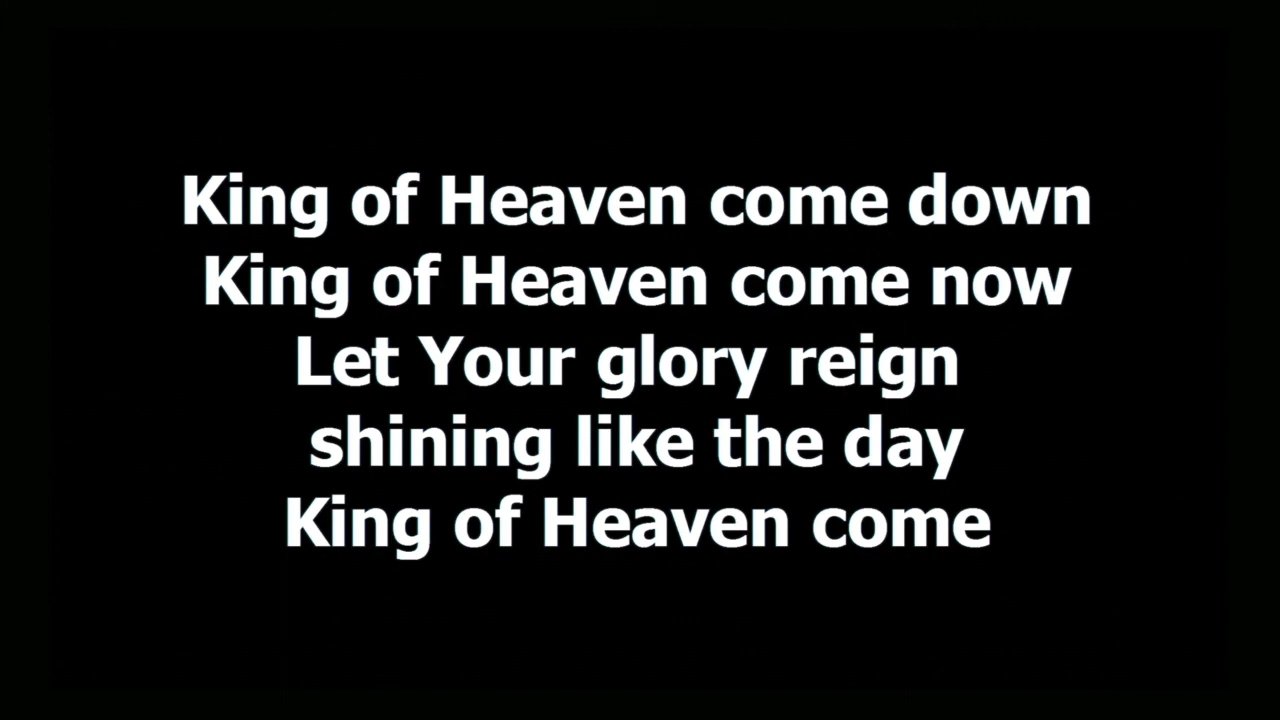 King of Heaven come down
King of Heaven come now
Let Your glory reign
shining like the day
King of Heaven come